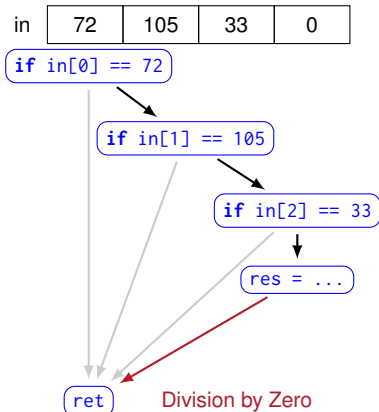 in 72 105 33 0
if in[0] == 72
if in[1] == 105
if in[2] == 33
res = ...
ret Division by Zero